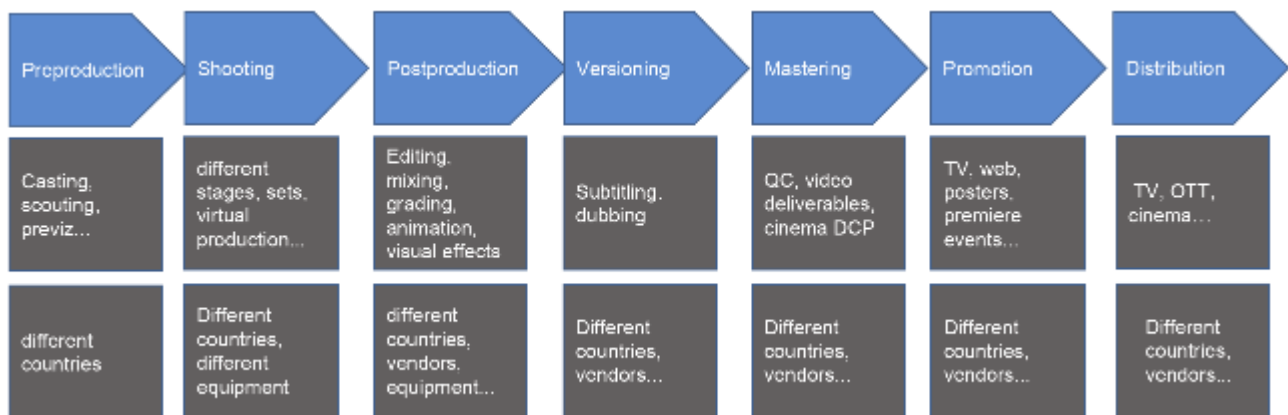 Preproduction
Shooting
Postproduction
Versioning
Mastering
Promotion
Distribution
Casting,
scouting,
previz...
different
stages, sets,
virtual
production...
Editing,
mixing,
grading,
animation,
visual effects
Subtitling.
dubbing
QC, video
deliverables,
cinema DCP
TV, web,
posters,
premiere
events...
TV, OTT,
cinema...
different
countries
Different
countries,
different
equipment
different
countries,
vendors,
equipment...
Different
countries,
vendors...
Different
countries,
vendors...
Different
countries,
vendors...
Different
countries,
vendors...